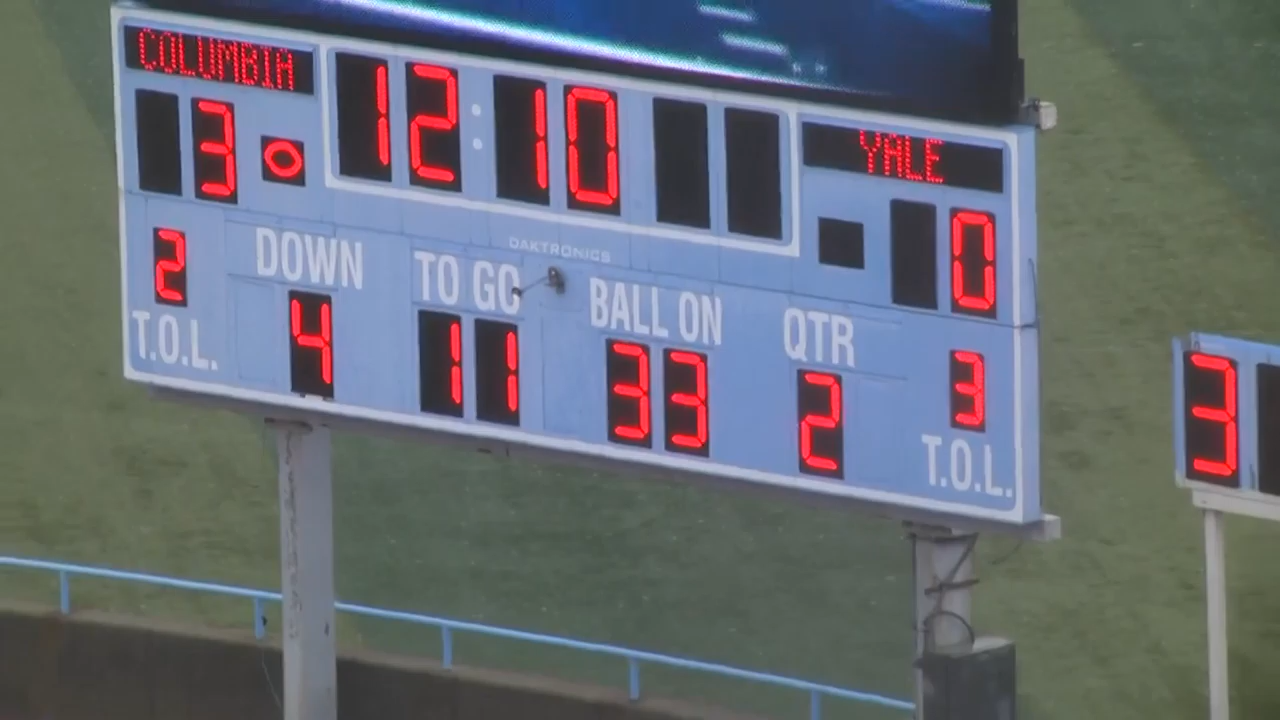 COLUMBIA
12:10
YALE
3
0
DAKTRONICS
2
DOWN
TO GO
BALL ON
QTR
3
T.O.L.
4
11
33
2
T.O.L.
3